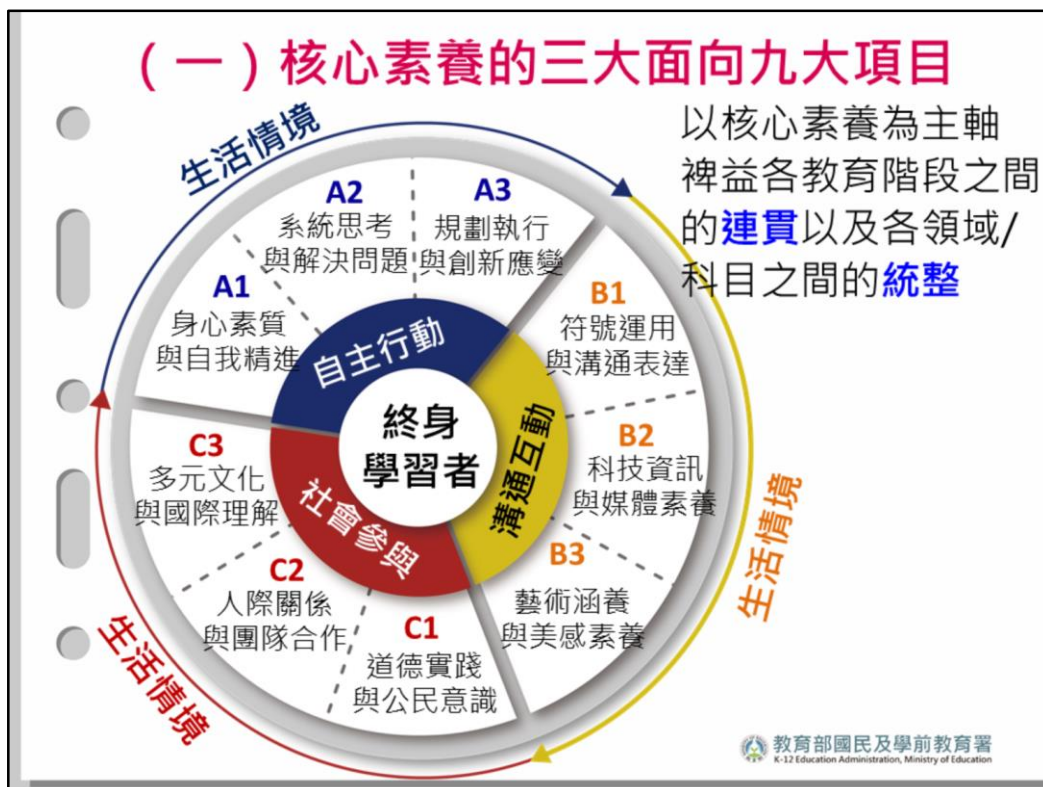 （一）核心素養的三大面向九大項目
以核心素養為主軸
裨益各教育階段之間
的連貫以及各領域/
科目之間的統整
生活情境
A1
身心素質
與自我精進
A2
系統思考
與解決問題
A3
規劃執行
與創新應變
B1
符號運用
與溝通表達
B2
科技資訊
與媒體素養
B3
藝術涵養
與美感素養
生活情境
C1
道德實踐
與公民意識
C2
人際關係
與團隊合作
C3
多元文化
與國際理解
生活情境
自主行動
溝通互動
社會參與
終身
學習者
教育部國民及學前教育署
K-12 Education Administration, Ministry of Education